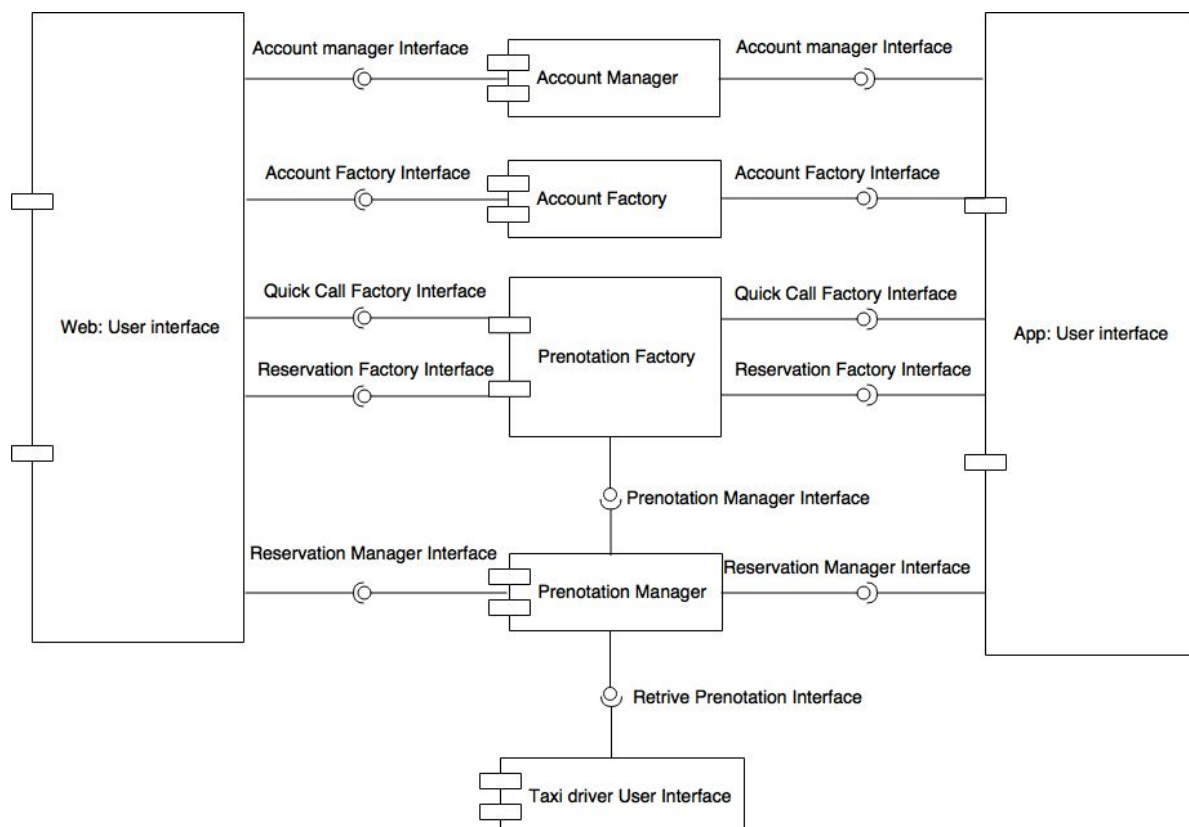 Account manager Interface
Account Manager
Account manager Interface
Account Factory Interface
Account Factory
Account Factory Interface
Quick Call Factory Interface
Quick Call Factory Interface
Web: User interface
Prenotation Factory
App: User interface
Reservation Factory Interface
Reservation Factory Interface
Prenotation Manager Interface
Reservation Manager Interface
Prenotation Manager
Reservation Manager Interface
Retrive Prenotation Interface
Taxi driver User Interface